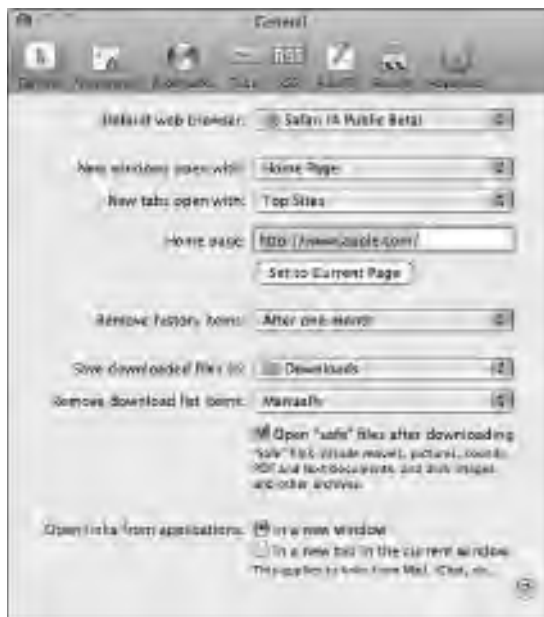 General
RSS
Default web browser: Safari (4 Public Beta)
New windows open with: Home Page
New tabs open with: Top Sites
Home page: http://www.apple.com/
Set to Current Page
Remove history items: After one month
Save downloaded files to: Downloads
Remove download list items: Manually
Open "safe" files after downloading
"Safe" files include movies, pictures, sounds,
PDF and text documents, and disk images
and other archives.
Open links from applications: in a new window
in a new tab in the current window
This applies to links from Mail, iChat, etc.